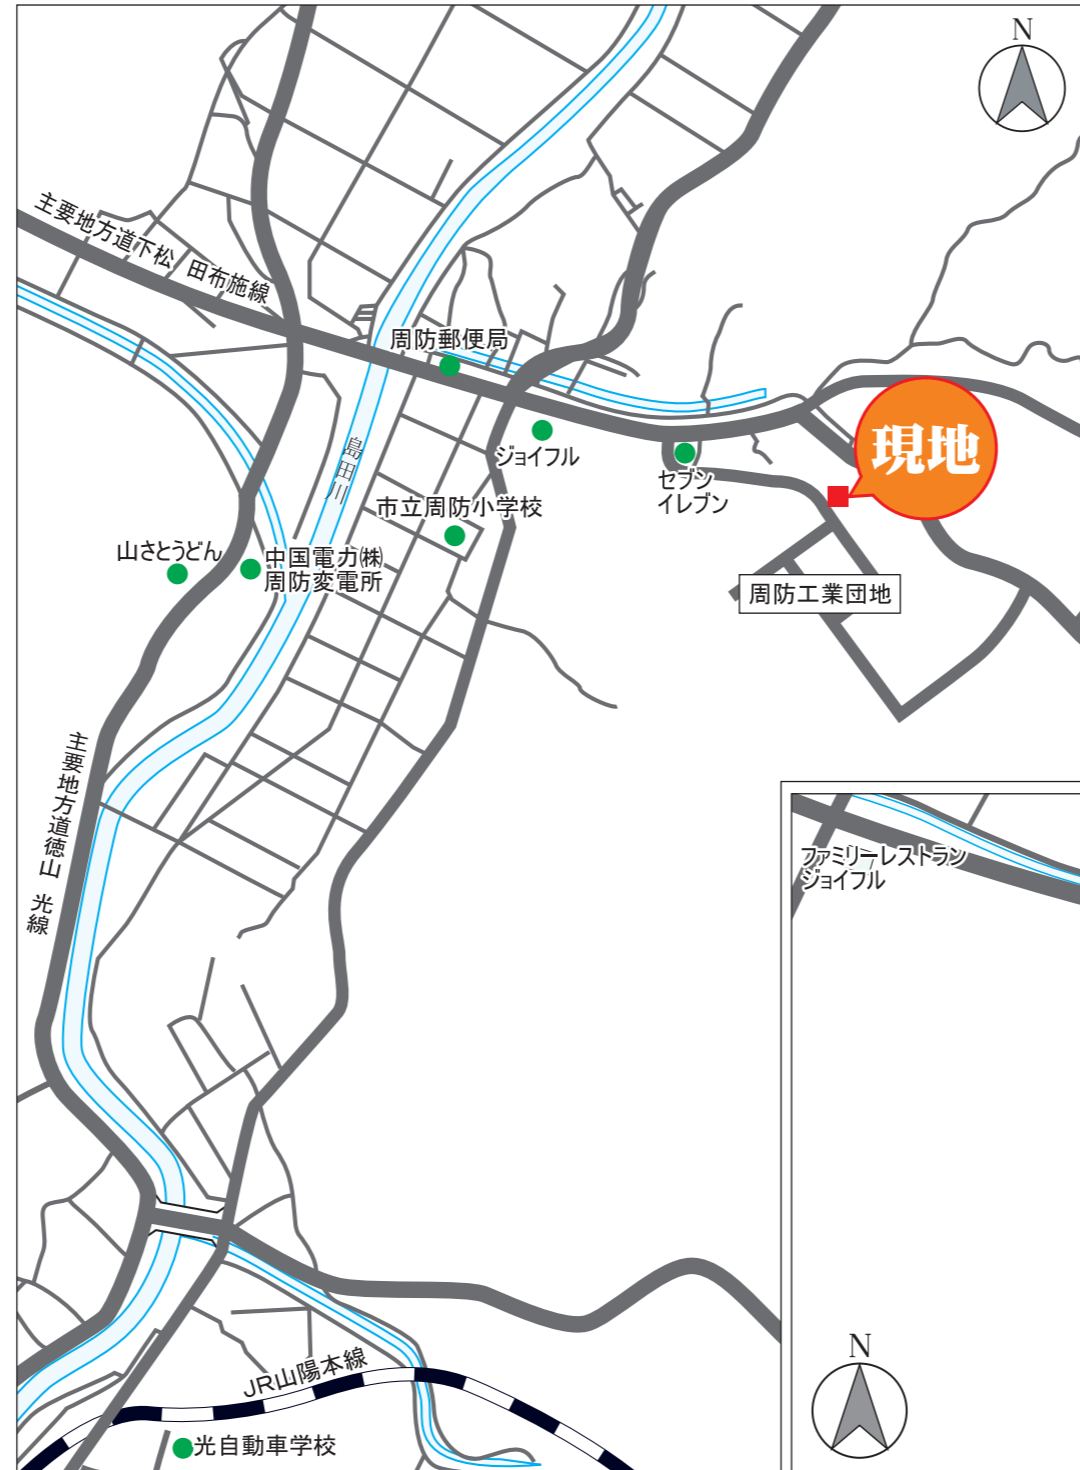 N
主要地方道下松 田布施線
周防郵便局
ジョイフル
現地
セブン
イレブン
島田川
市立周防小学校
山さとうどん
中国電力㈱
周防変電所
周防工業団地
主要地方道徳山 光線
ファミリーレストラン
ジョイフル
N
JR山陽本線
光自動車学校